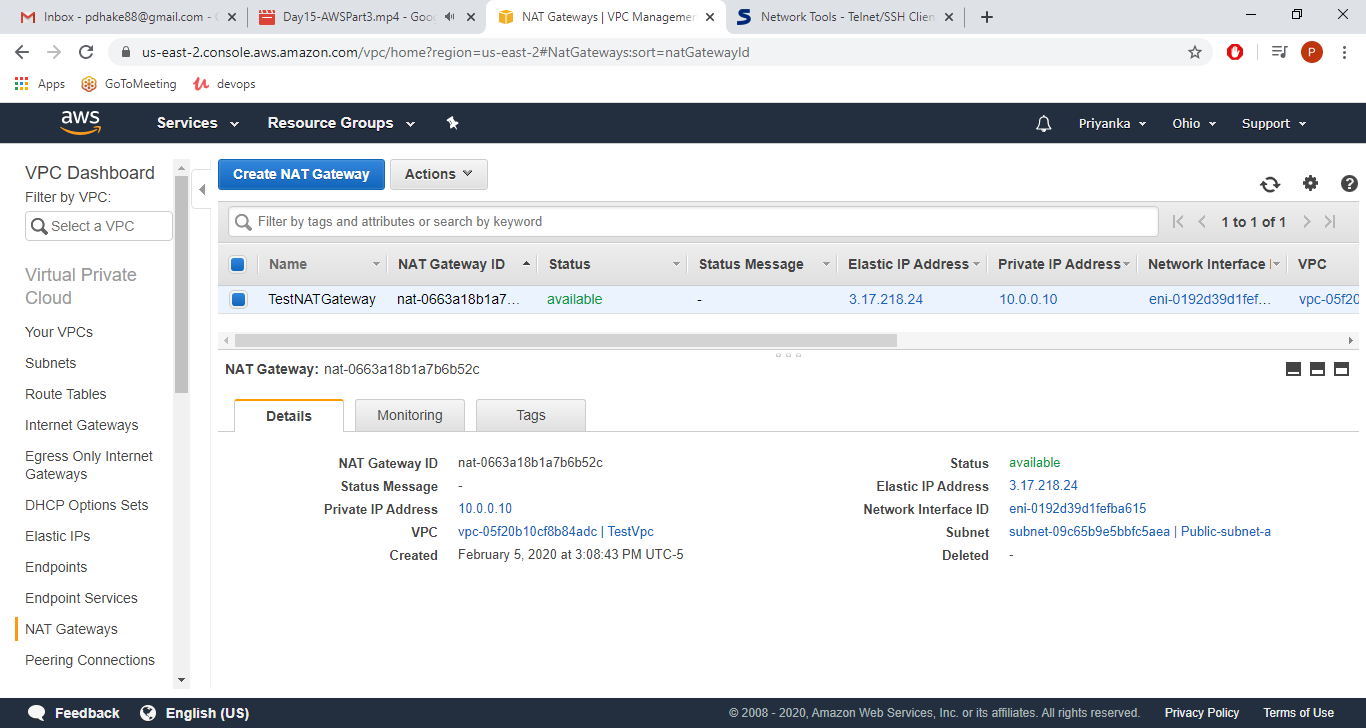 Inbox - pdhake88@gmail.com - G
Day15-AWSPart3.mp4 - Goo
NAT Gateways | VPC Managemen
Network Tools - Telnet/SSH Clien
us-east-2.console.aws.amazon.com/vpc/home?region=us-east-2#NatGateways:sort=natGatewayId
P
Apps
GoToMeeting
devops
aws
Services
Resource Groups
Priyanka
Ohio
Support
VPC Dashboard
Filter by VPC:
Select a VPC
Virtual Private
Cloud
Your VPCs
Subnets
Route Tables
Internet Gateways
Egress Only Internet
Gateways
DHCP Options Sets
Elastic IPs
Endpoints
Endpoint Services
NAT Gateways
Peering Connections
Create NAT Gateway
Actions
Filter by tags and attributes or search by keyword
1 to 1 of 1
Name NAT Gateway ID Status Status Message Elastic IP Address Private IP Address Network Interface VPC
TestNATGateway nat-0663a18b1a7... available - 3.17.218.24 10.0.0.10 eni-0192d39d1fef... vpc-05f20
NAT Gateway: nat-0663a18b1a7b6b52c
Details
Monitoring
Tags
NAT Gateway ID nat-0663a18b1a7b6b52c
Status available
Status Message -
Elastic IP Address 3.17.218.24
Private IP Address 10.0.0.10
Network Interface ID eni-0192d39d1fefba615
VPC vpc-05f20b10cf8b84adc | TestVpc
Subnet subnet-09c65b9e5bbfc5aea | Public-subnet-a
Created February 5, 2020 at 3:08:43 PM UTC-5
Deleted -
Feedback
English (US)
© 2008 - 2020, Amazon Web Services, Inc. or its affiliates. All rights reserved.
Privacy Policy
Terms of Use